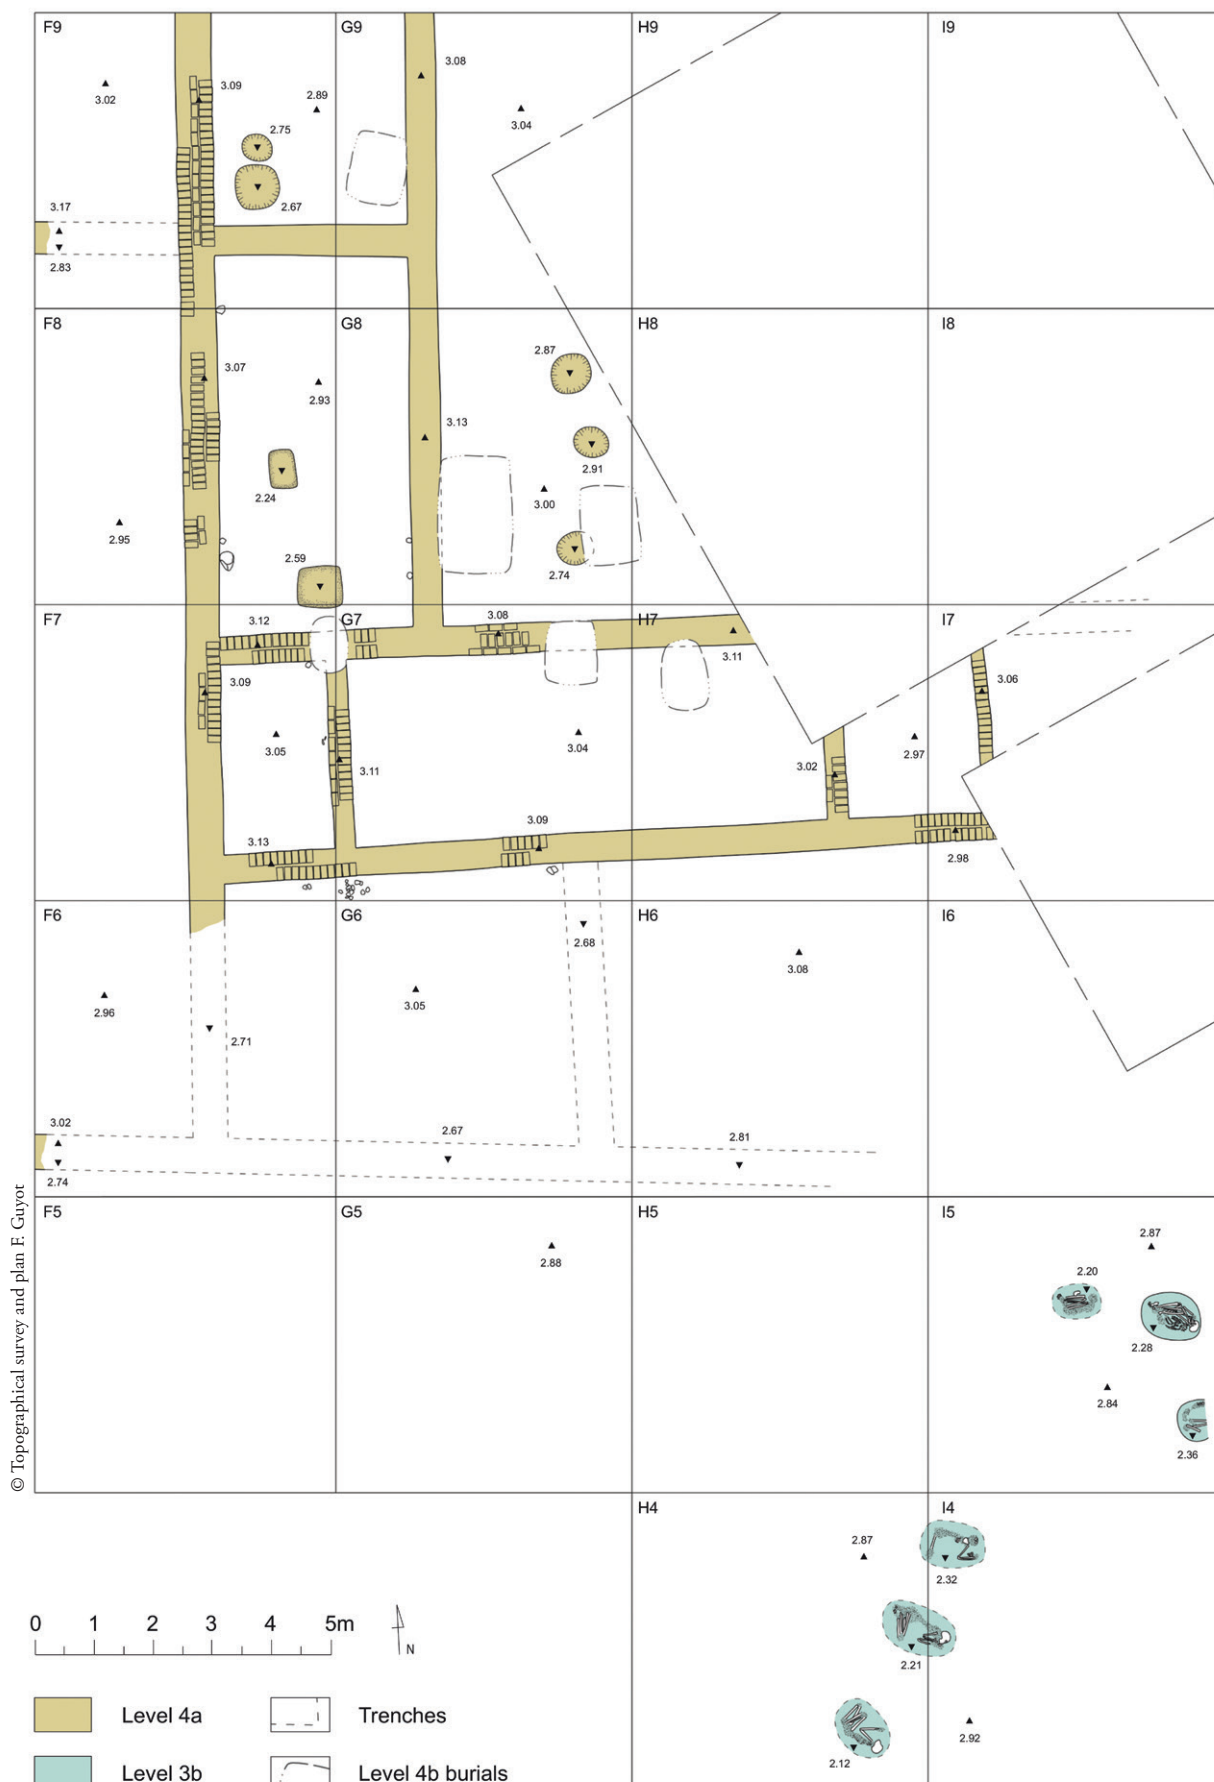 F9
G9
H9
I9
3.02
3.09
2.89
3.08
3.04
2.75
2.67
3.17
2.83
F8
G8
H8
I8
3.07
2.93
2.87
3.13
2.91
2.24
3.00
2.95
2.59
2.74
F7
3.12
G7
3.08
H7
I7
3.11
3.09
3.06
3.05
3.04
2.97
3.11
3.02
3.13
3.09
2.98
F6
G6
H6
I6
2.68
3.08
2.96
3.05
2.71
3.02
2.67
2.81
2.74
F5
G5
H5
I5
2.88
2.87
2.20
2.28
2.84
2.36
H4
I4
2.87
2.32
2.21
2.92
2.12
0 1 2 3 4 5m
N
Level 4a
Trenches
Level 3b
Level 4b burials
© Topographical survey and plan F. Guyot